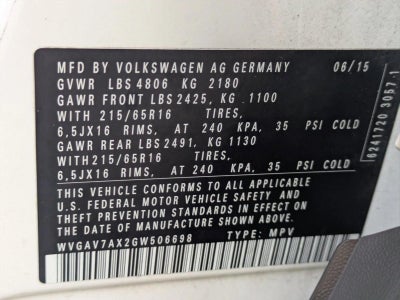 MFD BY VOLKSWAGEN AG GERMANY 06/15
GVWR LBS 4806 KG 2180
GAWR FRONT LBS 2425, KG .1100
WITH 215/65R16 TIRES,
6,5JX16 RIMS, AT 240 KPA, 35 PSI COLD
GAWR REAR LBS 2491, KG 1130
WITH 215/65R16 TIRES,
6,5JX16 RIMS, AT 240 KPA, 35 PSI COLD
THIS VEHICLE CONFORMS TO ALL APPLICABLE
U.S. FEDERAL MOTOR VEHICLE SAFETY AND
THEFT PREVENTION STANDARDS IN EFFECT ON
THE DATE OF MANUFACTURE SHOWN ABOVE.
WVGAV7AX2GW506698 TYPE: MPV
6241720 3057.1